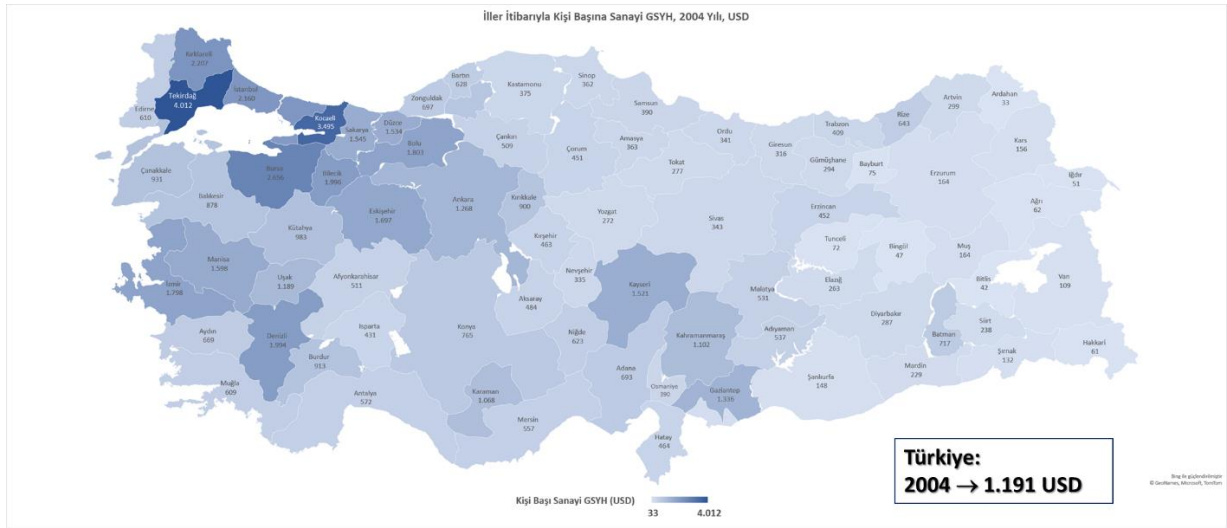 İller İtibarıyla Kişi Başına Sanayi GSYH, 2004 Yılı, USD
Kırklareli
2.207
Tekirdağ
4.012
İstanbul
2.160
Edirne
610
Kocaeli
3.495
Sakarya
1.545
Düzce
1.534
Zonguldak
Bartın
628
Kastamonu
375
Sinop
362
Samsun
390
Bolu
1.803
Çankırı
509
Çorum
451
Amasya
363
Tokat
277
Ordu
341
Giresun
316
Trabzon
409
Rize
643
Artvin
299
Ardahan
33
Kars
156
Iğdır
51
Gümüşhane
294
Bayburt
75
Erzurum
164
Ağrı
62
Çanakkale
931
Balıkesir
878
Bursa
Bilecik
Kütahya
983
Eskişehir
1.697
Ankara
1.268
Kırıkkale
900
Kırşehir
463
Yozgat
272
Sivas
343
Erzincan
452
Tunceli
22
Bingöl
47
Muş
164
Bitlis
42
Van
109
Manisa
1.598
İzmir
1.798
Uşak
1.189
Afyonkarahisar
511
Nevşehir
335
Kayseri
1.521
Malatya
531
Elazığ
263
Diyarbakır
287
Batman
717
Siirt
238
Şırnak
132
Hakkari
61
Aydın
669
Denizli
1.994
Isparta
431
Konya
765
Aksaray
484
Niğde
623
Kahramanmaraş
1.102
Adıyaman
537
Mardin
229
Şanlıurfa
148
Muğla
609
Burdur
913
Antalya
572
Karaman
1.068
Mersin
557
Adana
693
Osmaniye
390
Gaziantep
1.336
Hatay
464
Türkiye:
2004 → 1.191 USD
Kişi Başı Sanayi GSYH (USD)
33 4.012
Bing ile güçlendirilmiştir
© GeoNames, Microsoft, TomTom